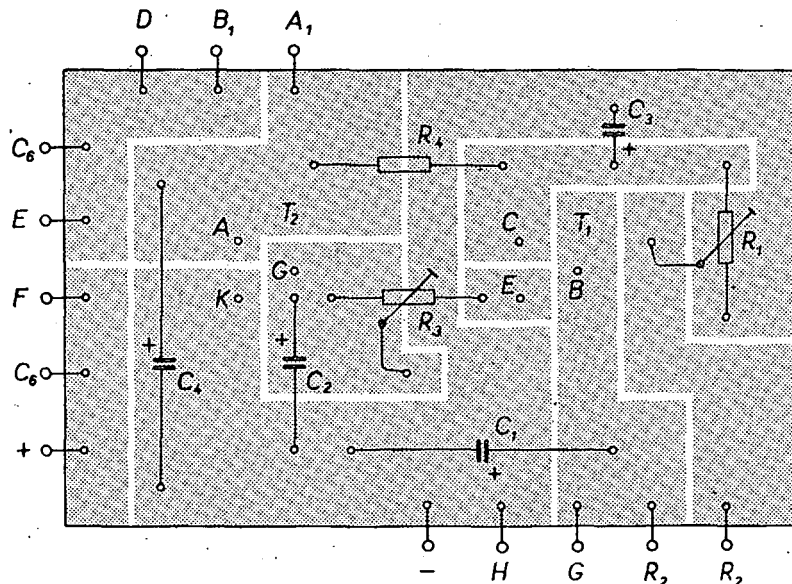 D B₁ A₁
C₆
R₄
C₃
+
E
A
T₂
C
T₁
R₁
F
K
G
E
B
R₃
+
+
C₆
C₄
C₂
+
C₁
+
− H G R₂ R₂